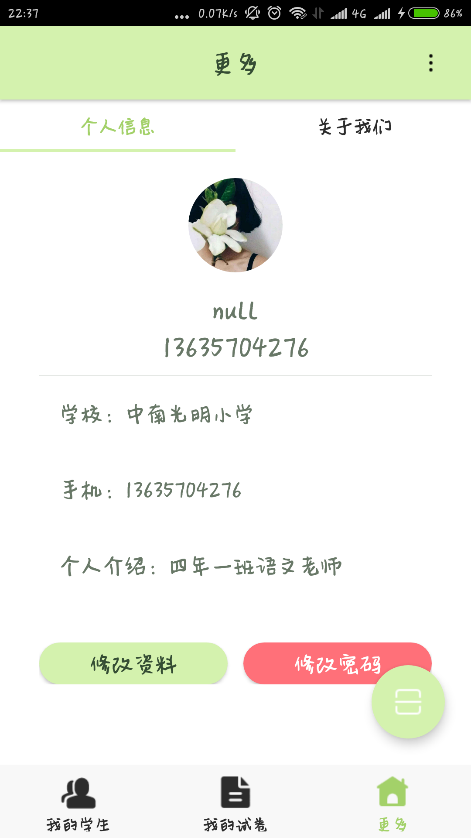 22:37 ... 0.07K/s 4G 86%
更多
个人信息 关于我们
null
13635704276
学校：中南光明小学
手机：13635704276
个人介绍：四年一班语文老师
修改资料 修改密码
我的学生 我的试卷 更多